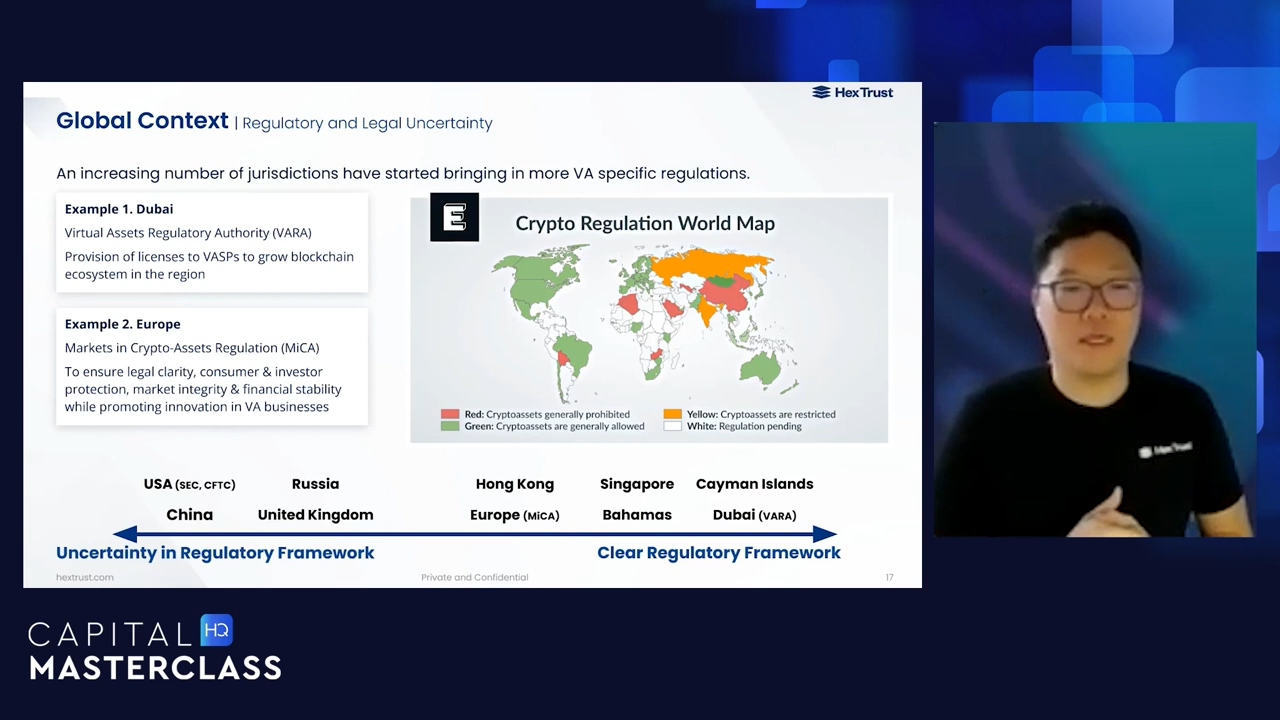 HexTrust
Global Context | Regulatory and Legal Uncertainty
An increasing number of jurisdictions have started bringing in more VA specific regulations.
Example 1. Dubai
Virtual Assets Regulatory Authority (VARA)
Provision of licenses to VASPs to grow blockchain
ecosystem in the region
Example 2. Europe
Markets in Crypto-Assets Regulation (MiCA)
To ensure legal clarity, consumer & investor
protection, market integrity & financial stability
while promoting innovation in VA businesses
E
Crypto Regulation World Map
Red: Cryptoassets generally prohibited
Yellow: Cryptoassets are restricted
Green: Cryptoassets are generally allowed
White: Regulation pending
USA (SEC, CFTC)
Russia
Hong Kong
Singapore
Cayman Islands
China
United Kingdom
Europe (MiCA)
Bahamas
Dubai (VARA)
Uncertainty in Regulatory Framework
Clear Regulatory Framework
hextrust.com
Private and Confidential
17
HexTrust
CAPITAL HQ
MASTERCLASS